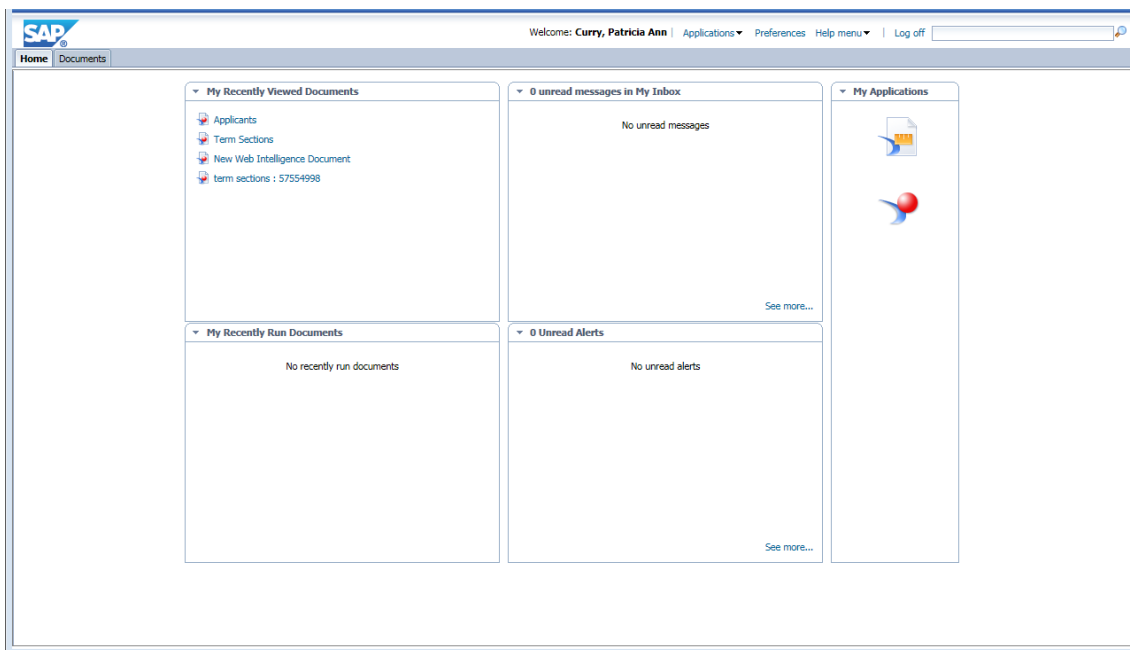 SAP®
Welcome: Curry, Patricia Ann | Applications Preferences Help menu | Log off
Home Documents
My Recently Viewed Documents
Applicants
Term Sections
New Web Intelligence Document
term sections : 57554998
0 unread messages in My Inbox
No unread messages
See more...
My Applications
My Recently Run Documents
No recently run documents
0 Unread Alerts
No unread alerts
See more...